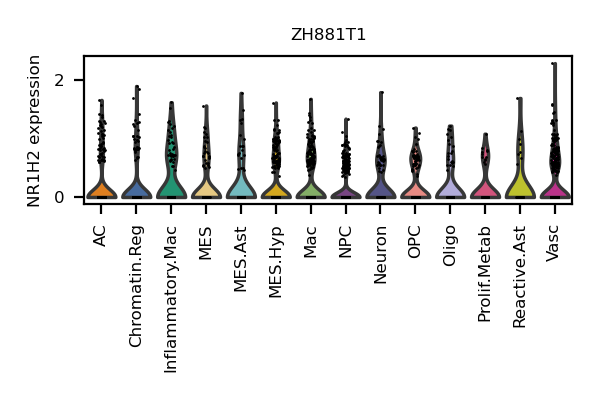 ZH881T1
NR1H2 expression
2
0
AC
Chromatin.Reg
Inflammatory.Mac
MES
MES.Ast
MES.Hyp
Mac
NPC
Neuron
OPC
Oligo
Prolif.Metab
Reactive.Ast
Vasc